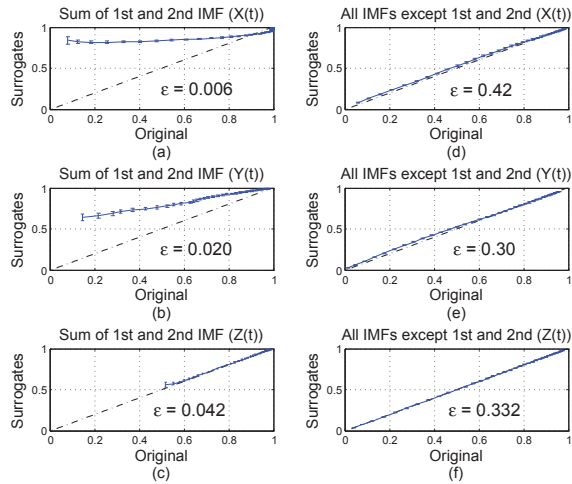 Sum of 1st and 2nd IMF (X(t))
Surrogates
1
0.5
0
0 0.2 0.4 0.6 0.8 1
ε = 0.006
Original
(a)
All IMFs except 1st and 2nd (X(t))
Surrogates
1
0.5
0
0 0.2 0.4 0.6 0.8 1
ε = 0.42
Original
(d)
Sum of 1st and 2nd IMF (Y(t))
Surrogates
1
0.5
0
0 0.2 0.4 0.6 0.8 1
ε = 0.020
Original
(b)
All IMFs except 1st and 2nd (Y(t))
Surrogates
1
0.5
0
0 0.2 0.4 0.6 0.8 1
ε = 0.30
Original
(e)
Sum of 1st and 2nd IMF (Z(t))
Surrogates
1
0.5
0
0 0.2 0.4 0.6 0.8 1
ε = 0.042
Original
(c)
All IMFs except 1st and 2nd (Z(t))
Surrogates
1
0.5
0
0 0.2 0.4 0.6 0.8 1
ε = 0.332
Original
(f)